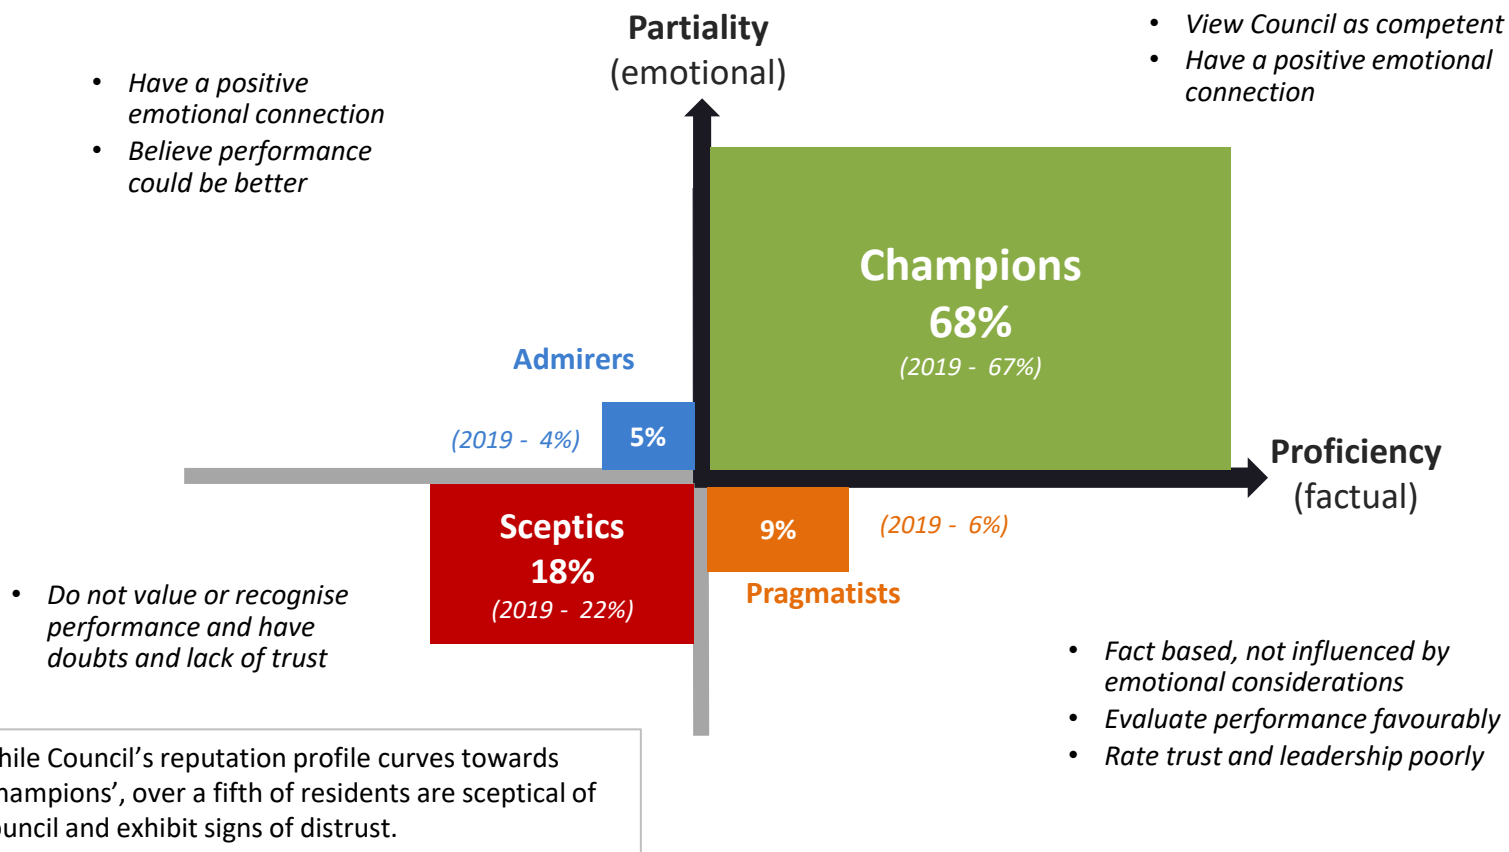 Partiality
(emotional)
• Have a positive
emotional connection
• Believe performance
could be better
• View Council as competent
• Have a positive emotional
connection
Champions
68%
(2019 - 67%)
Admirers
(2019 - 4%)
5%
Proficiency
(factual)
Sceptics
18%
(2019 - 22%)
9%
(2019 - 6%)
Pragmatists
• Do not value or recognise
performance and have
doubts and lack of trust
• Fact based, not influenced by
emotional considerations
• Evaluate performance favourably
• Rate trust and leadership poorly
hile Council’s reputation profile curves towards
hampions’, over a fifth of residents are sceptical of
ouncil and exhibit signs of distrust.